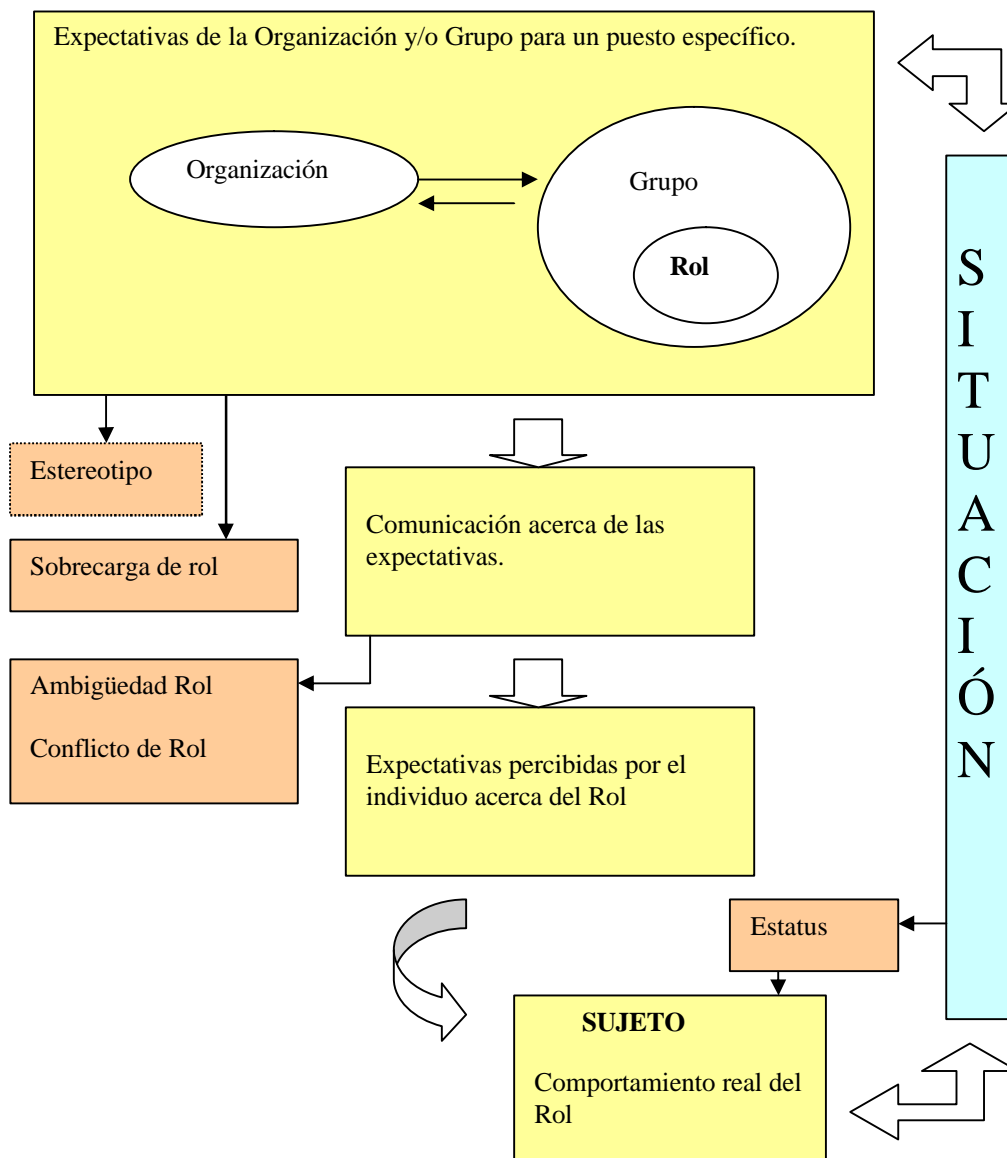 Expectativas de la Organización y/o Grupo para un puesto específico.
Organización
Grupo
Rol
SITUACIÓN
Estereotipo
Comunicación acerca de las
expectativas.
Sobrecarga de rol
Ambigüedad Rol
Conflicto de Rol
Expectativas percibidas por el
individuo acerca del Rol
Estatus
SUJETO
Comportamiento real del
Rol